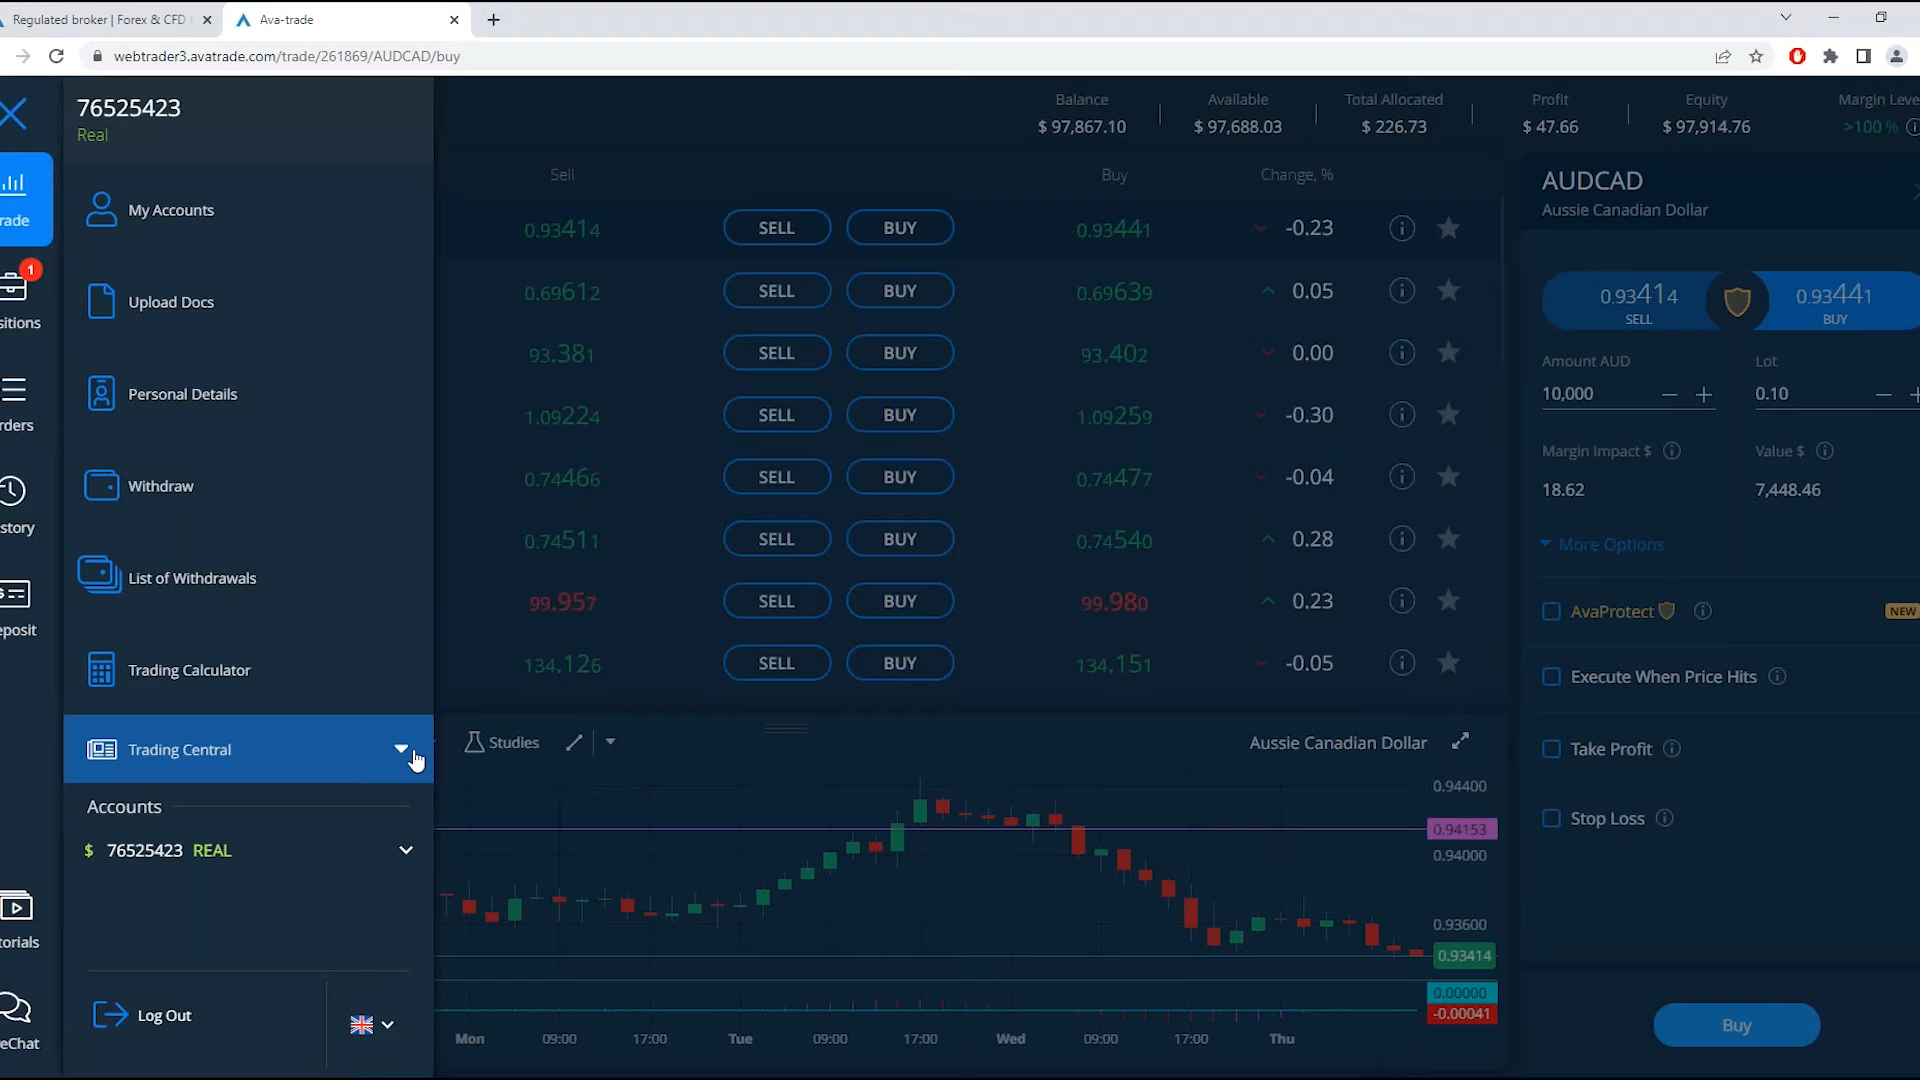 Regulated broker | Forex & CFD t
Ava-trade
webtrader3.avatrade.com/trade/261869/AUDCAD/buy
76525423
Real
My Accounts
Upload Docs
Personal Details
Withdraw
List of Withdrawals
Trading Calculator
Trading Central
Accounts
$ 76525423 REAL
Log Out
rade
1
sitions
rders
story
eposit
torials
eChat
Balance
$ 97,867.10
Available
$ 97,688.03
Total Allocated
$ 226.73
Profit
$ 47.66
Equity
$ 97,914.76
Margin Leve
>100 %
Sell Buy Change, %
0.93414 SELL BUY 0.93441 -0.23
0.69612 SELL BUY 0.69639 0.05
93.381 SELL BUY 93.402 0.00
1.09224 SELL BUY 1.09259 -0.30
0.74466 SELL BUY 0.74477 -0.04
0.74511 SELL BUY 0.74540 0.28
99.957 SELL BUY 99.980 0.23
134.126 SELL BUY 134.151 -0.05
Studies
Aussie Canadian Dollar
0.94400
0.94153
0.94000
0.93600
0.93414
0.00000
-0.00041
Mon 09:00 17:00 Tue 09:00 17:00 Wed 09:00 17:00 Thu
AUDCAD
Aussie Canadian Dollar
0.93414
SELL
0.93441
BUY
Amount AUD
10,000
Lot
0.10
Margin Impact $
18.62
Value $
7,448.46
More Options
AvaProtect
NEW
Execute When Price Hits
Take Profit
Stop Loss
Buy